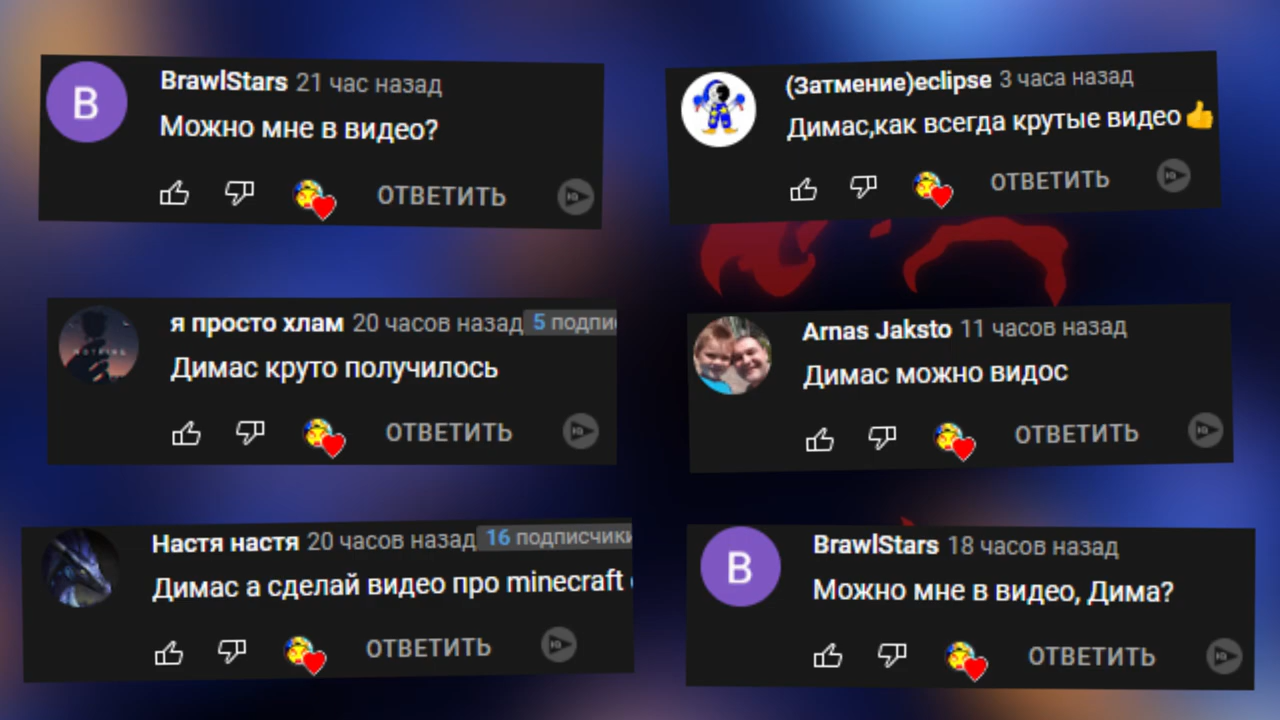 B
BrawlStars 21 час назад
Можно мне в видео?
ОТВЕТИТЬ
(Затмение)eclipse 3 часа назад
Димас,как всегда крутые видео👍
ОТВЕТИТЬ
NOTHING
я просто хлам 20 часов назад 5 подпи
Димас круто получилось
ОТВЕТИТЬ
Arnas Jaksto 11 часов назад
Димас можно видос
ОТВЕТИТЬ
Настя настя 20 часов назад 16 подписчики
Димас а сделай видео про minecraft
ОТВЕТИТЬ
B
BrawlStars 18 часов назад
Можно мне в видео, Дима?
ОТВЕТИТЬ